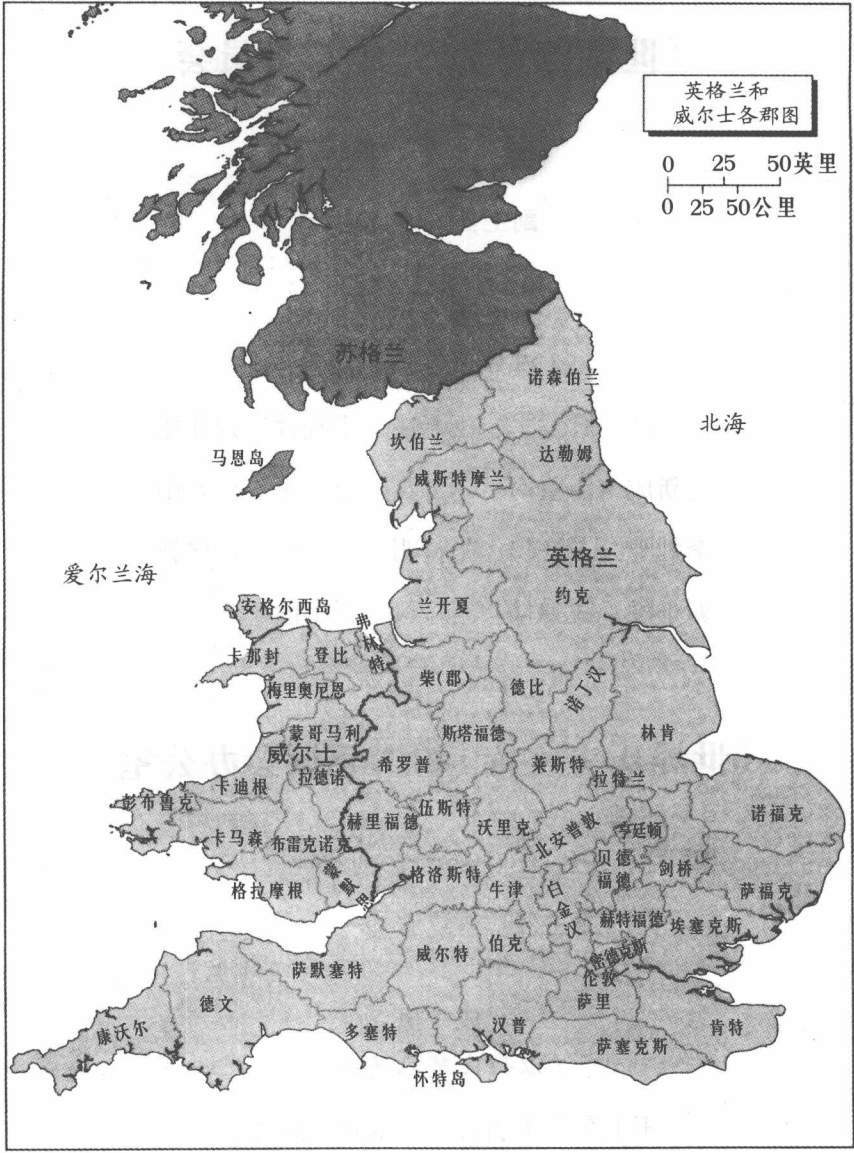 英格兰和
威尔士各郡图
0 25 50英里
0 25 50公里
苏格兰
诺森伯兰
北海
坎伯兰
达勒姆
马恩岛
威斯特摩兰
英格兰
爱尔兰海
约克
兰开夏
安格尔西岛
弗林特
卡那封
登比
柴(郡)
德比
诺丁汉
梅里奥尼恩
林肯
蒙哥马利
斯塔福德
威尔士
希罗普
莱斯特
拉特兰
拉德诺
卡迪根
彭布鲁克
诺福克
赫里福德
伍斯特
沃里克
北安普敦
亨廷顿
卡马森
布雷克诺克
贝德
福德
剑桥
萨福克
格拉摩根
蒙默思
格洛斯特
牛津
白金汉
赫特福德
埃塞克斯
威尔特
伯克
密德克斯
伦敦
萨默塞特
德文
萨里
康沃尔
多塞特
汉普
肯特
萨塞克斯
怀特岛